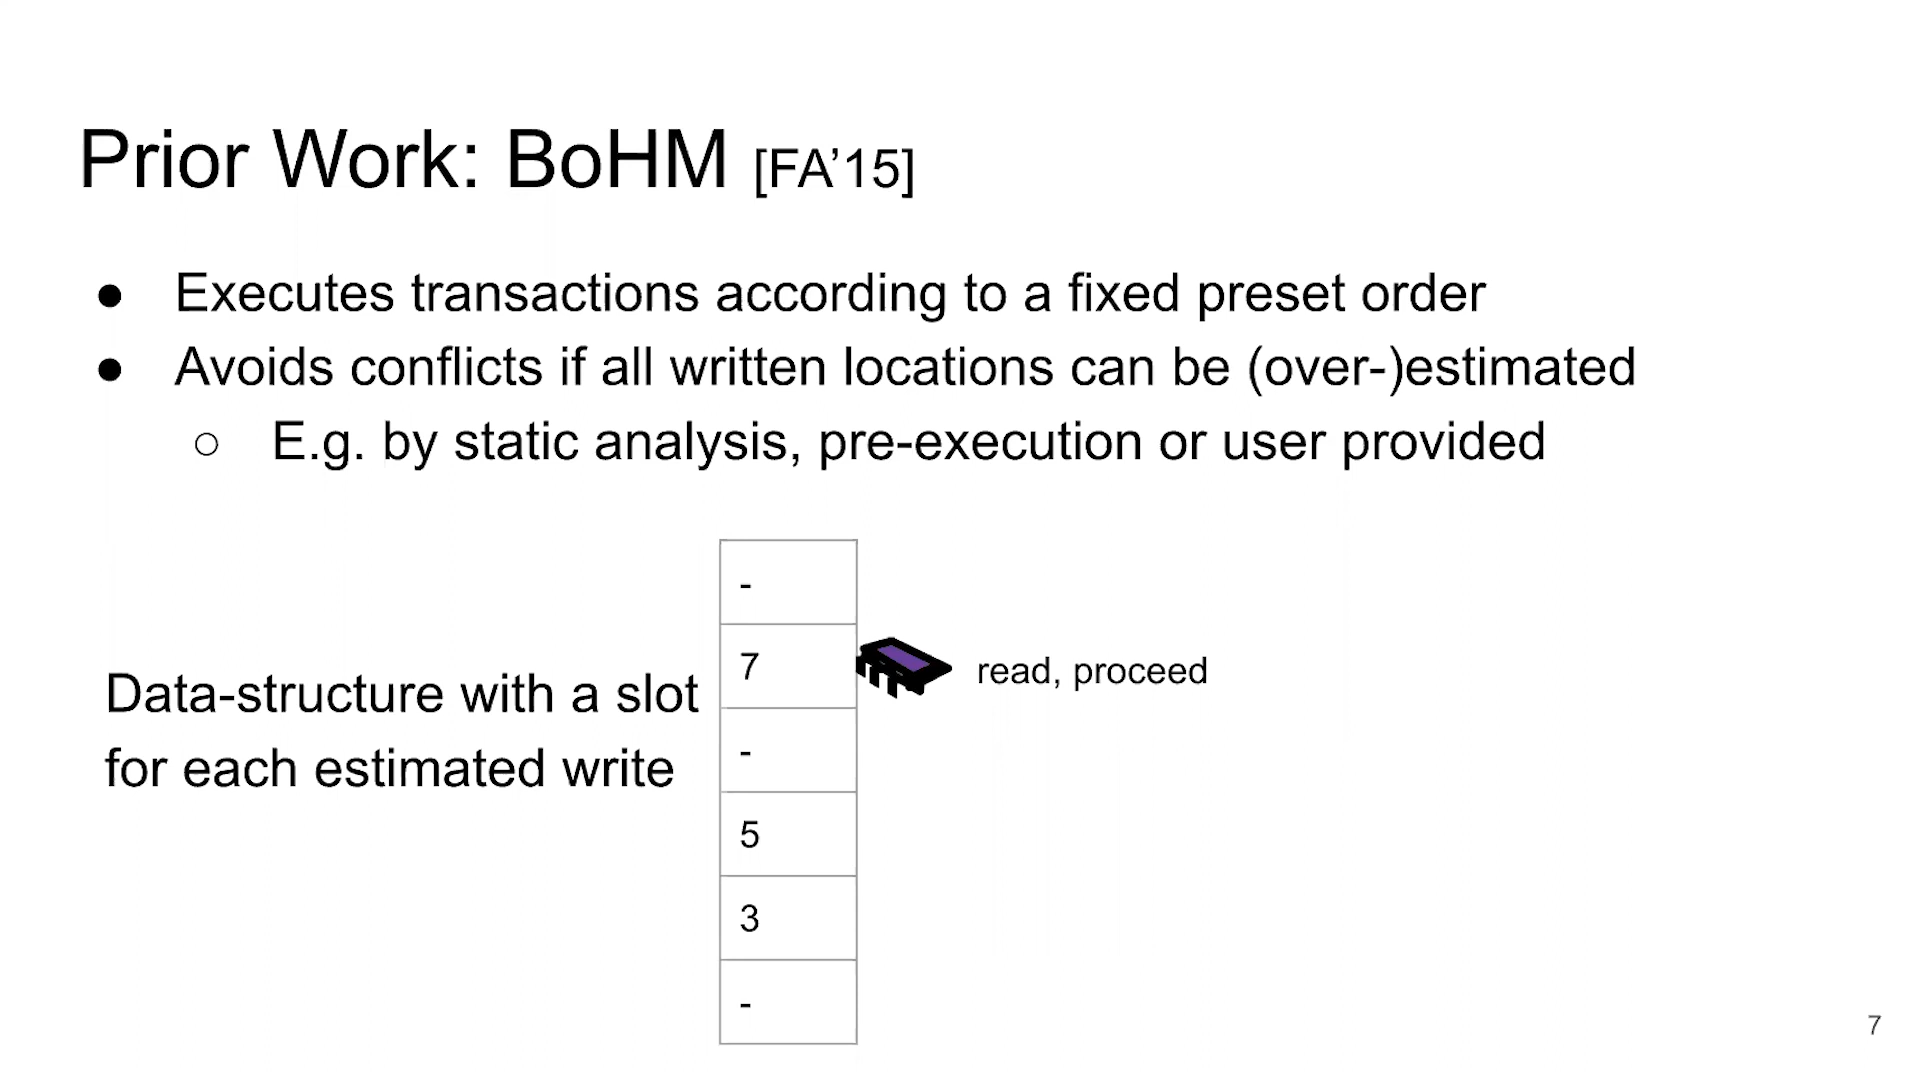 Prior Work: BoHM [FA’15]
● Executes transactions according to a fixed preset order
● Avoids conflicts if all written locations can be (over-)estimated
○ E.g. by static analysis, pre-execution or user provided
Data-structure with a slot
for each estimated write
-
7
-
5
3
-
read, proceed
7